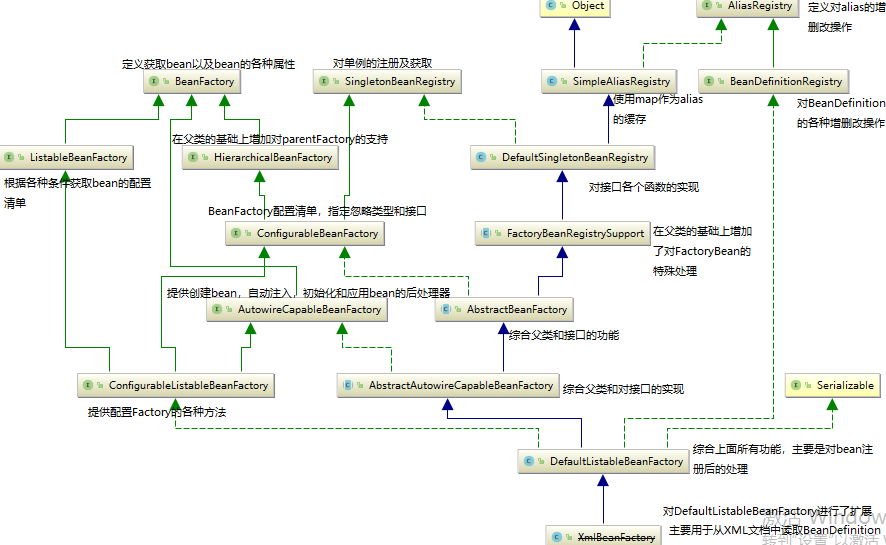 Object
AliasRegistry
定义对alias的增
删改操作
定义获取bean以及bean的各种属性
对单例的注册及获取
BeanFactory
SingletonBeanRegistry
SimpleAliasRegistry
BeanDefinitionRegistry
使用map作为alias
的缓存
对BeanDefinition
的各种增删改操作
在父类的基础上增加对parentFactory的支持
ListableBeanFactory
HierarchicalBeanFactory
DefaultSingletonBeanRegistry
根据各种条件获取bean的配置
清单
对接口各个函数的实现
BeanFactory配置清单，指定忽略类型和接口
ConfigurableBeanFactory
FactoryBeanRegistrySupport
在父类的基础上增加
了对FactoryBean的
特殊处理
提供创建bean，自动注入，初始化和应用bean的后处理器
AutowireCapableBeanFactory
AbstractBeanFactory
综合父类和接口的功能
ConfigurableListableBeanFactory
AbstractAutowireCapableBeanFactory
综合父类和对接口的实现
Serializable
提供配置Factory的各种方法
DefaultListableBeanFactory
综合上面所有功能，主要是对bean注
册后的处理
对DefaultListableBeanFactory进行了扩展
激活 Window
主要用于从XML文档中读取BeanDefinition
XmlBeanFactory
转到"设置"以激活